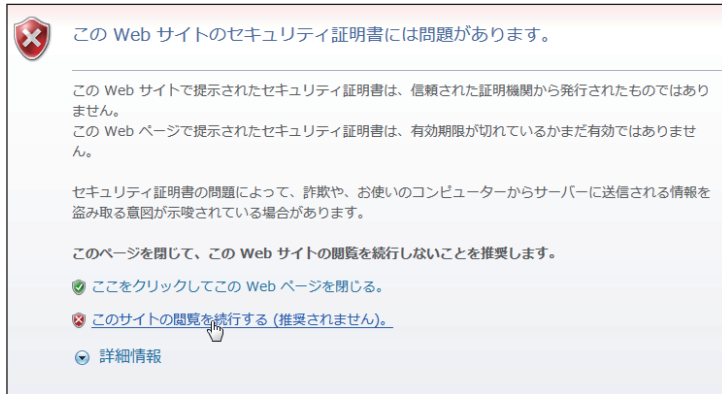 この Web サイトのセキュリティ証明書には問題があります。
この Web サイトで提示されたセキュリティ証明書は、信頼された証明機関から発行されたものではあり
ません。
この Web ページで提示されたセキュリティ証明書は、有効期限が切れているかまだ有効ではありませ
ん。
セキュリティ証明書の問題によって、詐欺や、お使いのコンピューターからサーバーに送信される情報を
盗み取る意図が示唆されている場合があります。
このページを閉じて、この Web サイトの閲覧を続行しないことを推奨します。
ここをクリックしてこの Web ページを閉じる。
このサイトの閲覧を続行する (推奨されません)。
詳細情報